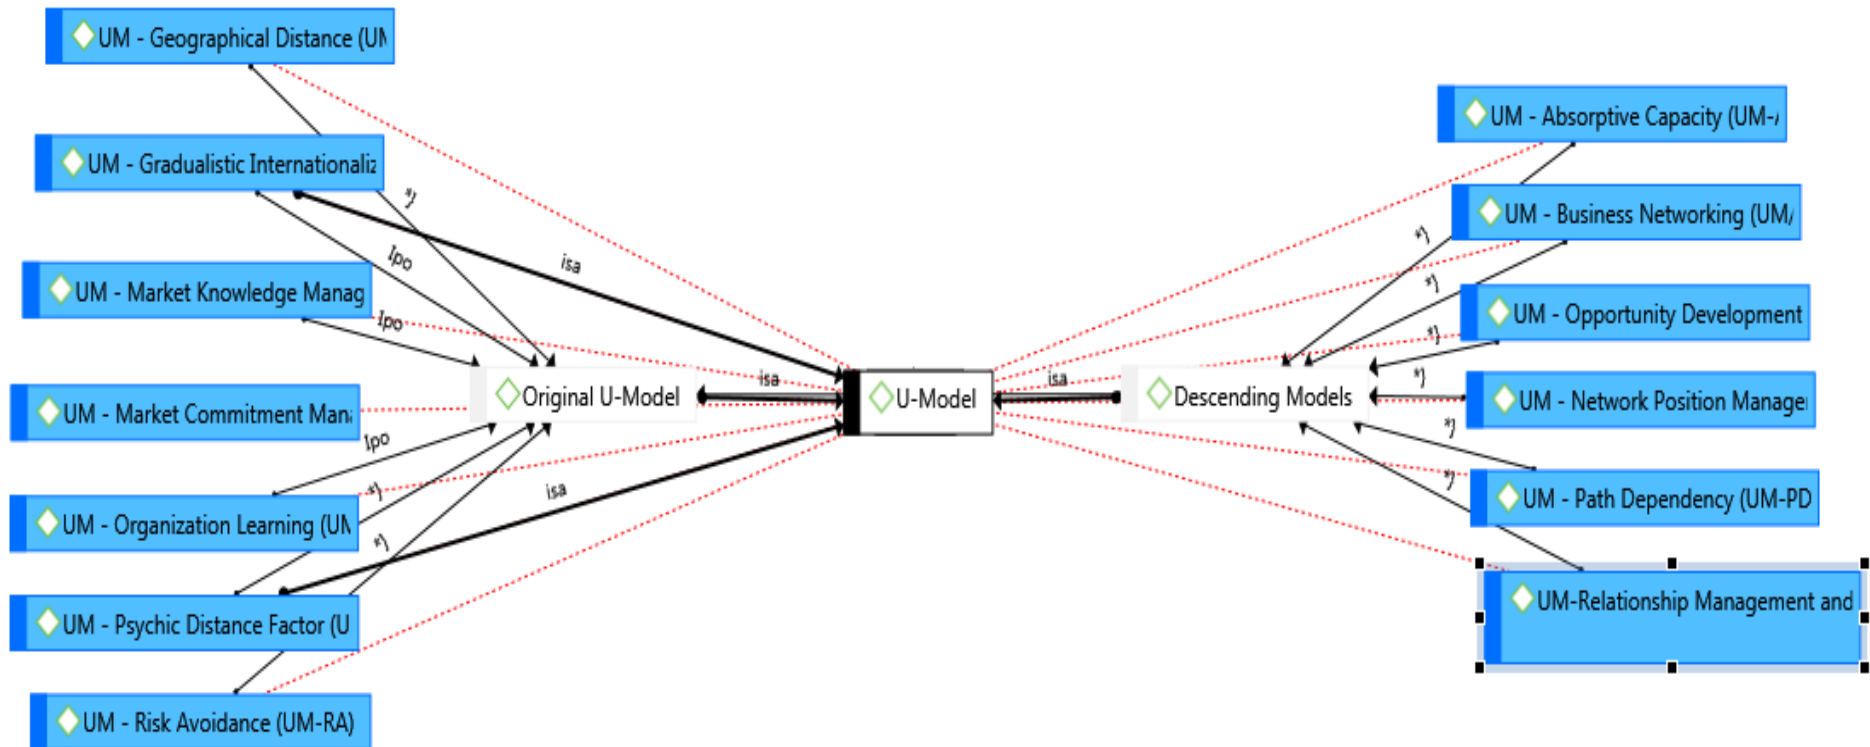 UM - Geographical Distance (UM
UM - Gradualistic Internationaliz
UM - Market Knowledge Manag
UM - Market Commitment Mana
UM - Organization Learning (UM
UM - Psychic Distance Factor (U
UM - Risk Avoidance (UM-RA)
*}
Ipo
Ipo
Ipo
*}
*}
isa
isa
isa
Original U-Model
U-Model
isa
Descending Models
*}
*}
*}
*}
*}
*}
UM - Absorptive Capacity (UM-A
UM - Business Networking (UM/
UM - Opportunity Development
UM - Network Position Manage
UM - Path Dependency (UM-PD
UM-Relationship Management and